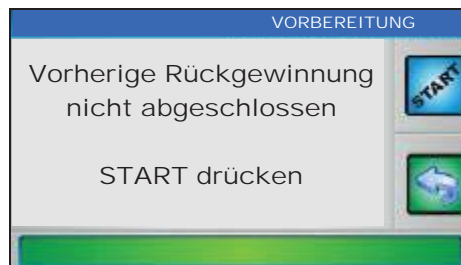 VORBEREITUNG
Vorherige Rückgewinnung
nicht abgeschlossen
START
START drücken